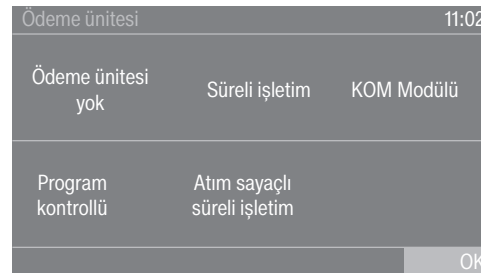 Ödeme ünitesi 11:02
Ödeme ünitesi
yok
Süreli işletim
KOM Modülü
Program
kontrollü
Atım sayaçlı
süreli işletim
OK